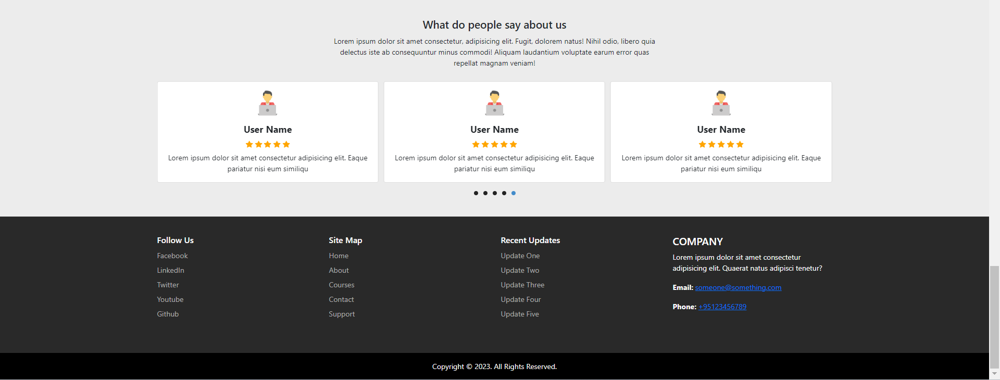 What do people say about us
Lorem ipsum dolor sit amet consectetur, adipisicing elit. Fugit, dolorem natus! Nihil odio, libero quia
delectus iste ab consequuntur minus commodi! Aliquam laudantium voluptate earum error quas
repellat magnam veniam!
User Name
Lorem ipsum dolor sit amet consectetur adipisicing elit. Eaque
pariatur nisi eum similiqu
User Name
Lorem ipsum dolor sit amet consectetur adipisicing elit. Eaque
pariatur nisi eum similiqu
User Name
Lorem ipsum dolor sit amet consectetur adipisicing elit. Eaque
pariatur nisi eum similiqu
Follow Us
Facebook
LinkedIn
Twitter
Youtube
Github
Site Map
Home
About
Courses
Contact
Support
Recent Updates
Update One
Update Two
Update Three
Update Four
Update Five
COMPANY
Lorem ipsum dolor sit amet consectetur
adipisicing elit. Quaerat natus adipisci tenetur?
Email: someone@something.com
Phone: +95123456789
Copyright © 2023. All Rights Reserved.